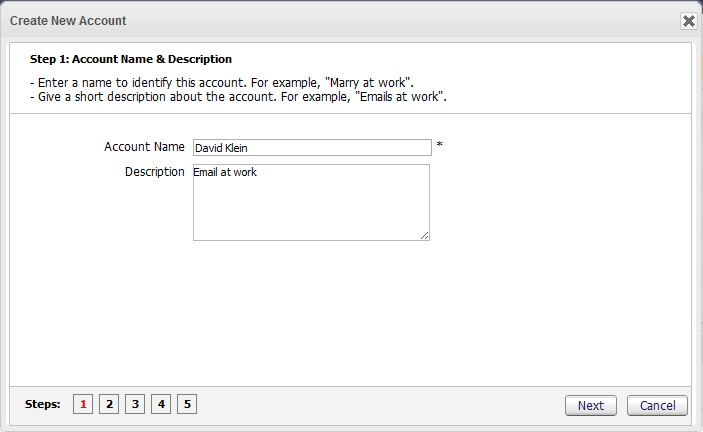 Create New Account
Step 1: Account Name & Description
- Enter a name to identify this account. For example, "Marry at work".
- Give a short description about the account. For example, "Emails at work".
Account Name David Klein *
Description Email at work
Steps: 1 2 3 4 5 Next Cancel